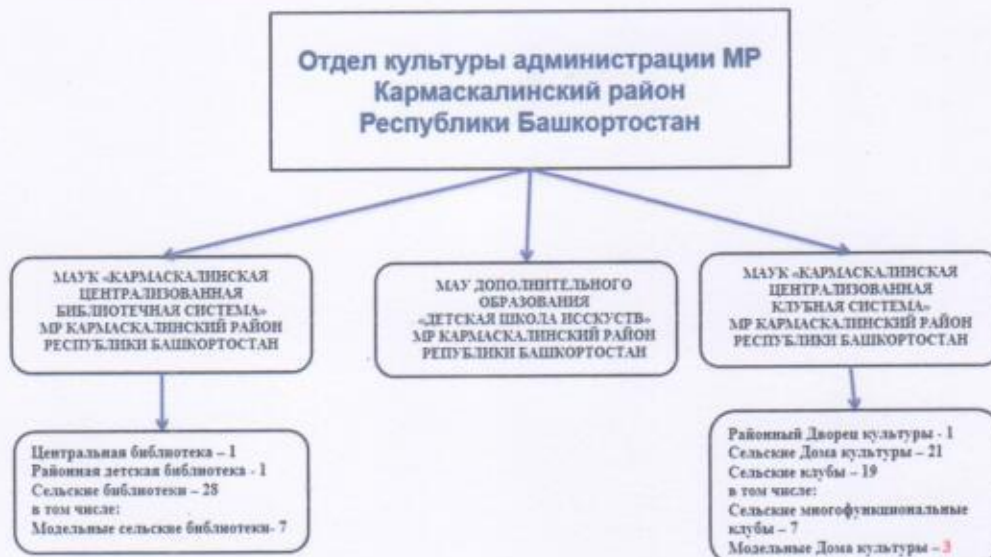 Отдел культуры администрации МР
Кармаскалинский район
Республики Башкортостан
МАУК «КАРМАСКАЛИНСКАЯ
ЦЕНТРАЛИЗОВАННАЯ
БИБЛИОТЕЧНАЯ СИСТЕМА»
МР КАРМАСКАЛИНСКИЙ РАЙОН
РЕСПУБЛИКИ БАШКОРТОСТАН
МАУ ДОПОЛНИТЕЛЬНОГО
ОБРАЗОВАНИЯ
«ДЕТСКАЯ ШКОЛА ИССКУСТВ»
МР КАРМАСКАЛИНСКИЙ РАЙОН
РЕПУБЛИКИ БАШКОРТОСТАН
МАУК «КАРМАСКАЛИНСКАЯ
ЦЕНТРАЛИЗОВАННАЯ
КЛУБНАЯ СИСТЕМА»
МР КАРМАСКАЛИНСКИЙ РАЙОН
РЕСПУБЛИКИ БАШКОРТОСТАН
Центральная библиотека – 1
Районная детская библиотека - 1
Сельские библиотеки – 28
в том числе:
Модельные сельские библиотеки- 7
Районный Дворец культуры - 1
Сельские Дома культуры – 21
Сельские клубы – 19
в том числе:
Сельские многофункциональные
клубы – 7
Модельные Дома культуры – 3